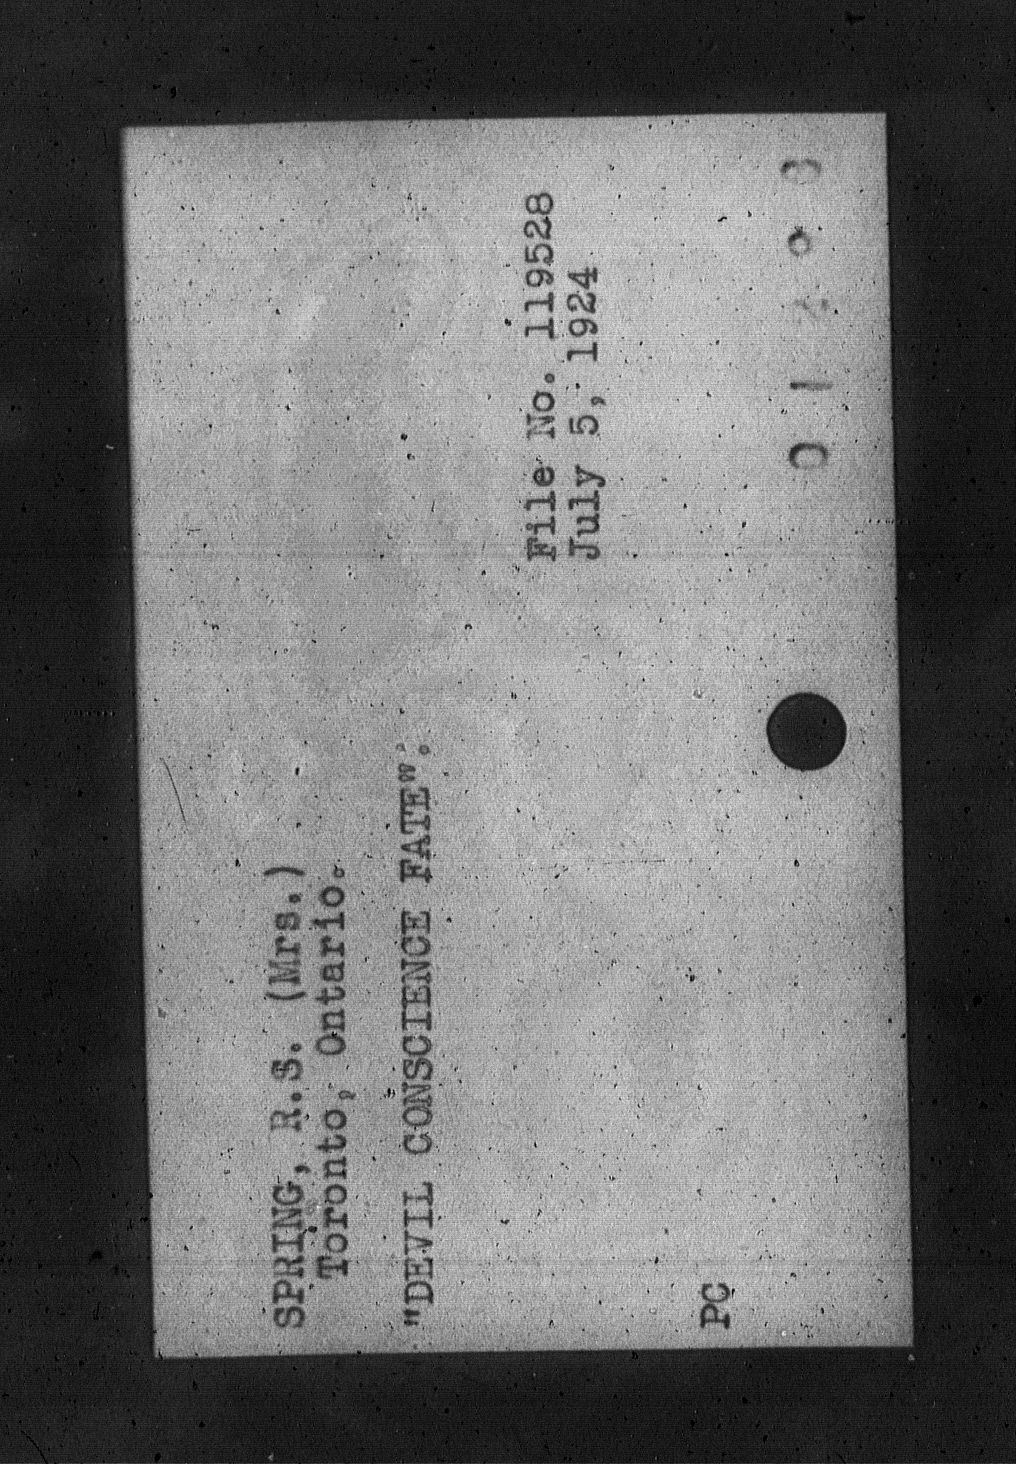 SPRING, R.S. (Mrs.)
Toronto, Ontario.
"DEVIL CONSCIENCE FATE".
File No. 119528
July 5, 1924
PC